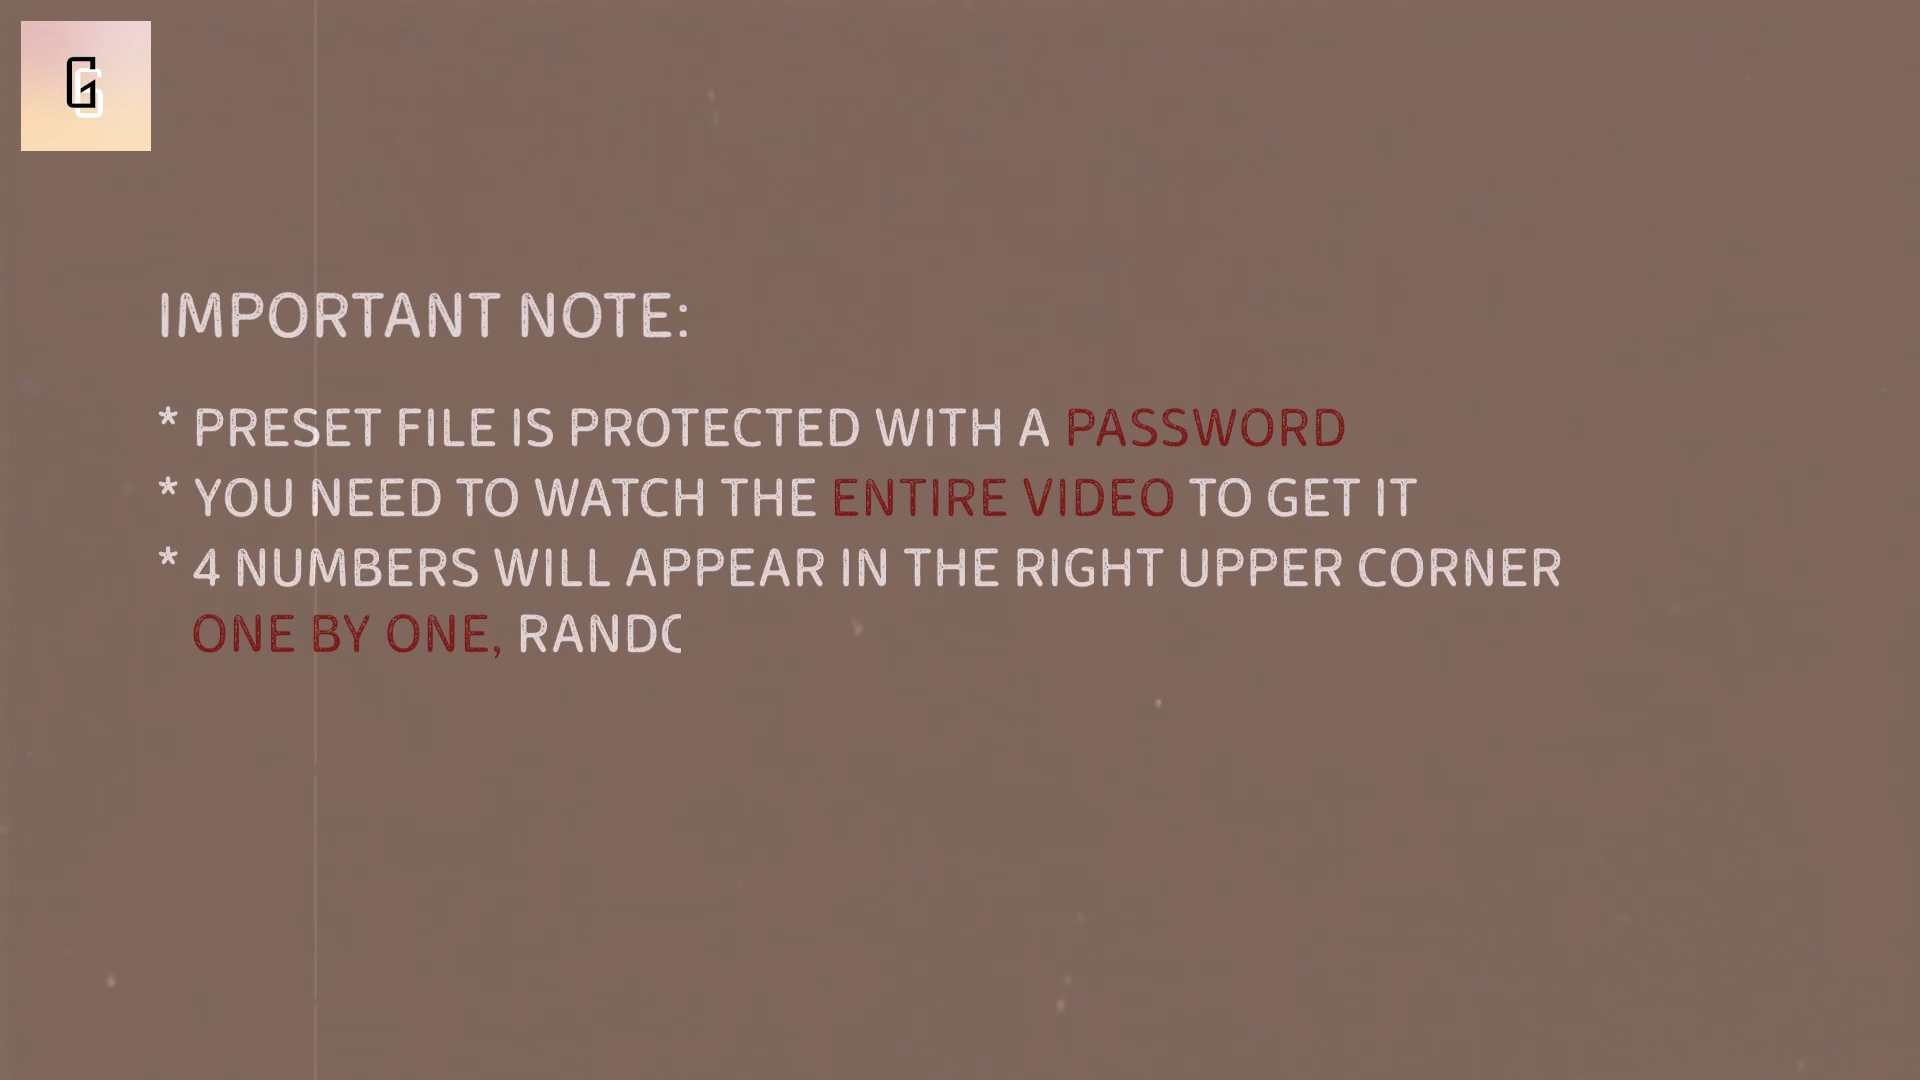 G
IMPORTANT NOTE:
* PRESET FILE IS PROTECTED WITH A PASSWORD
* YOU NEED TO WATCH THE ENTIRE VIDEO TO GET IT
* 4 NUMBERS WILL APPEAR IN THE RIGHT UPPER CORNER
ONE BY ONE,